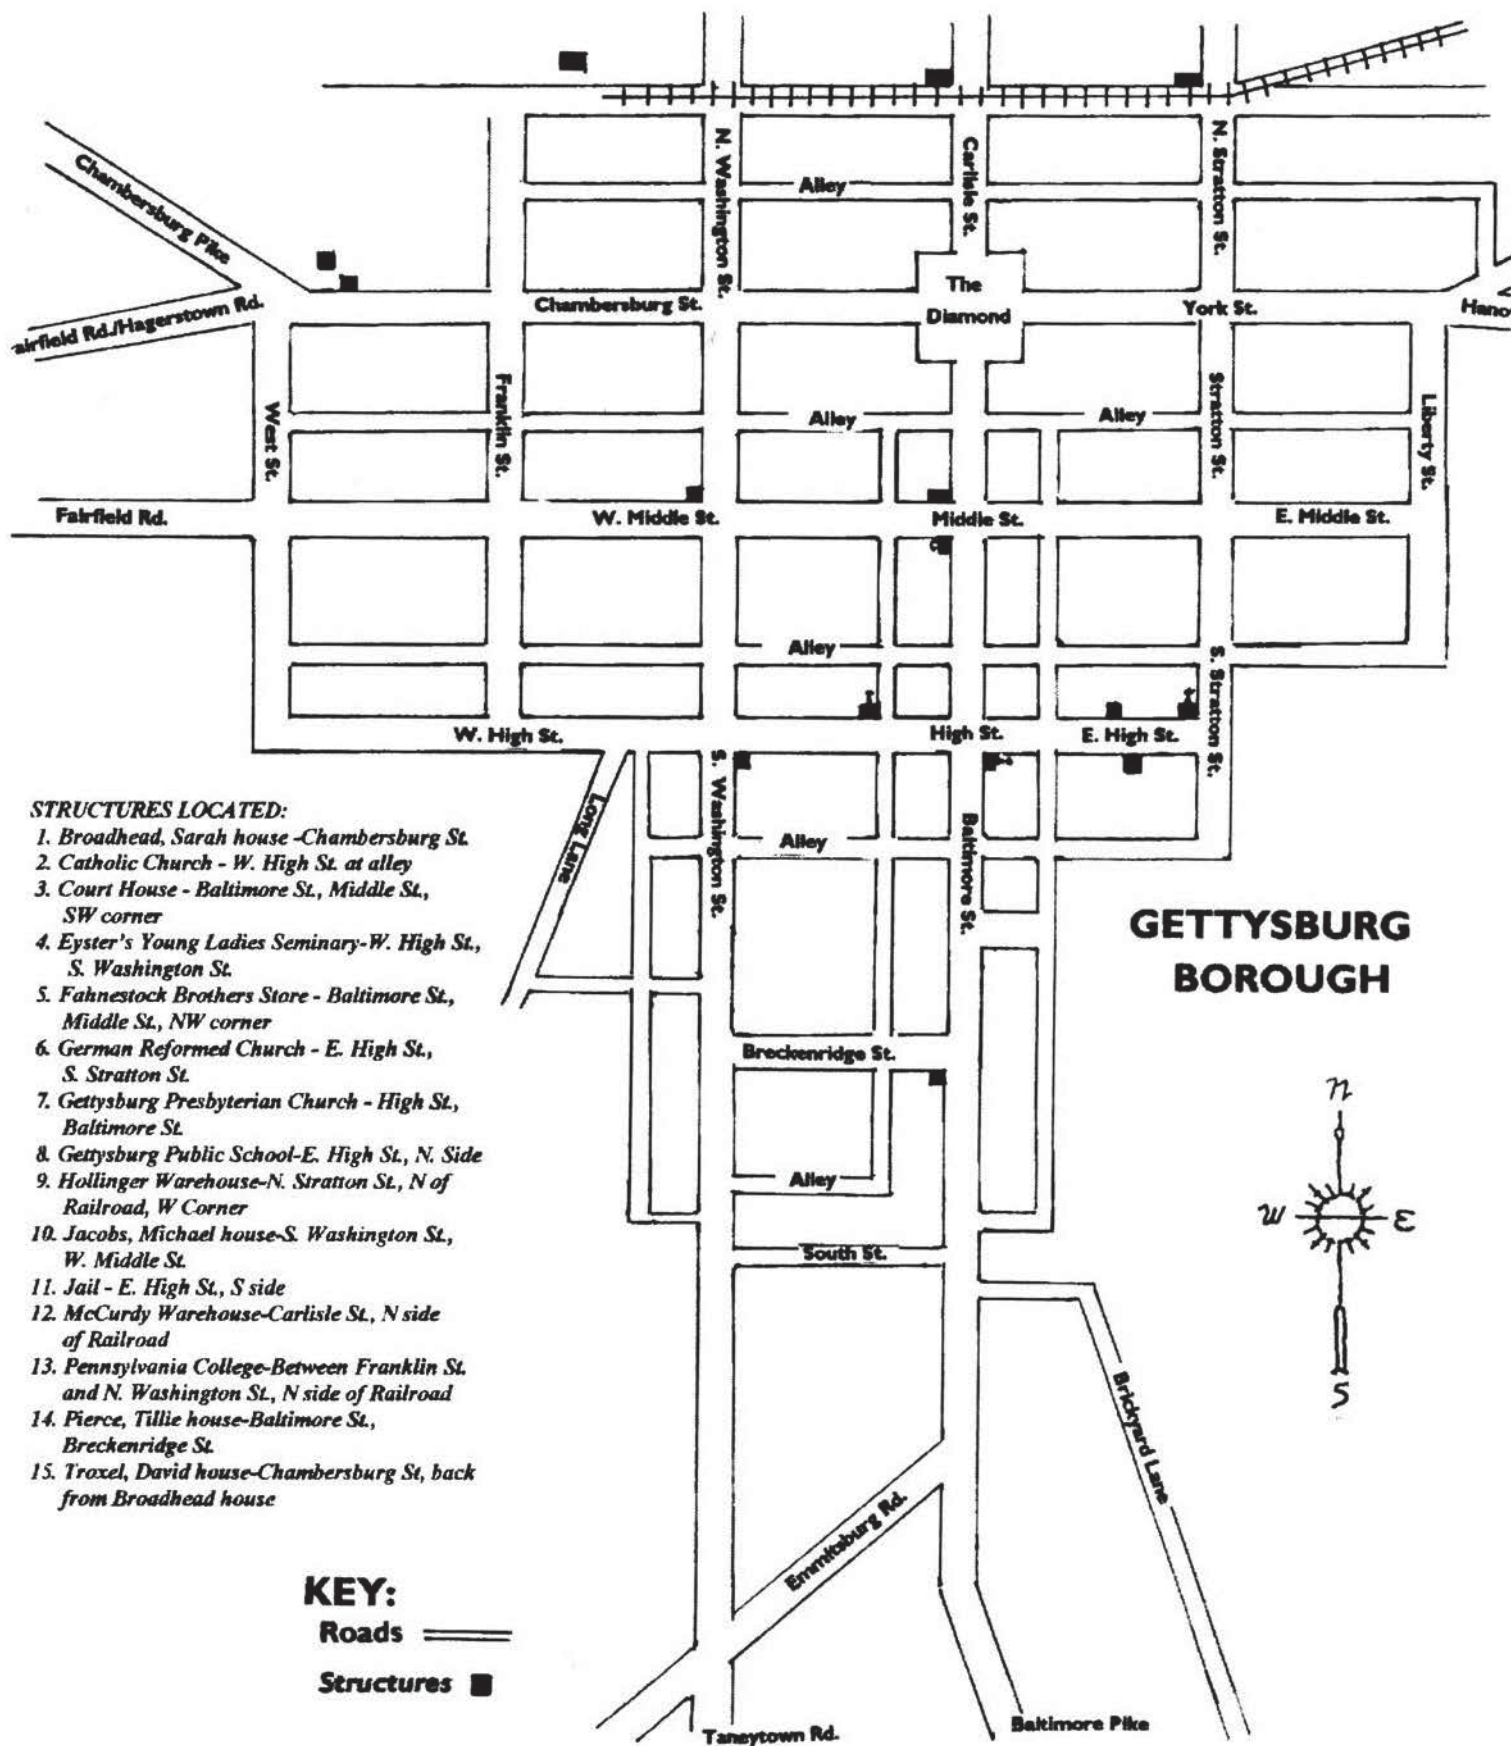 N. Washington St.
Carlisle St.
N. Stratton St.
Alley
Chambersburg Pike
The
Diamond
airfield Rd./Hagerstown Rd.
Chambersburg St.
York St.
Hano
West St.
Franklin St.
Alley
Alley
Stratton St.
Liberty St.
Fairfield Rd.
W. Middle St.
Middle St.
E. Middle St.
Alley
S. Stratton St.
W. High St.
High St.
E. High St.
Long Lane
S. Washington St.
Alley
Baltimore St.
STRUCTURES LOCATED:
1. Broadhead, Sarah house -Chambersburg St.
2. Catholic Church - W. High St. at alley
3. Court House - Baltimore St., Middle St.,
SW corner
4. Eyster's Young Ladies Seminary-W. High St.,
S. Washington St.
5. Fahnestock Brothers Store - Baltimore St.,
Middle St., NW corner
6. German Reformed Church - E. High St.,
S. Stratton St.
7. Gettysburg Presbyterian Church - High St.,
Baltimore St.
8. Gettysburg Public School-E. High St., N. Side
9. Hollinger Warehouse-N. Stratton St., N of
Railroad, W Corner
10. Jacobs, Michael house-S. Washington St.,
W. Middle St.
11. Jail - E. High St., S side
12. McCurdy Warehouse-Carlisle St., N side
of Railroad
13. Pennsylvania College-Between Franklin St.
and N. Washington St., N side of Railroad
14. Pierce, Tillie house-Baltimore St.,
Breckenridge St.
15. Troxel, David house-Chambersburg St, back
from Broadhead house
GETTYSBURG
BOROUGH
Breckenridge St.
Alley
South St.
N
W
E
S
Brickyard Lane
Emmitsburg Rd.
KEY:
Roads
Structures
Taneytown Rd.
Baltimore Pike